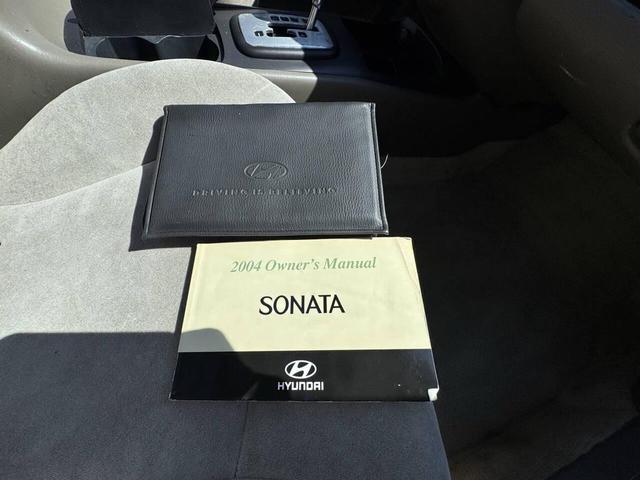 DRIVING IS BELIEVING
2004 Owner's Manual
SONATA
HYUNDAI